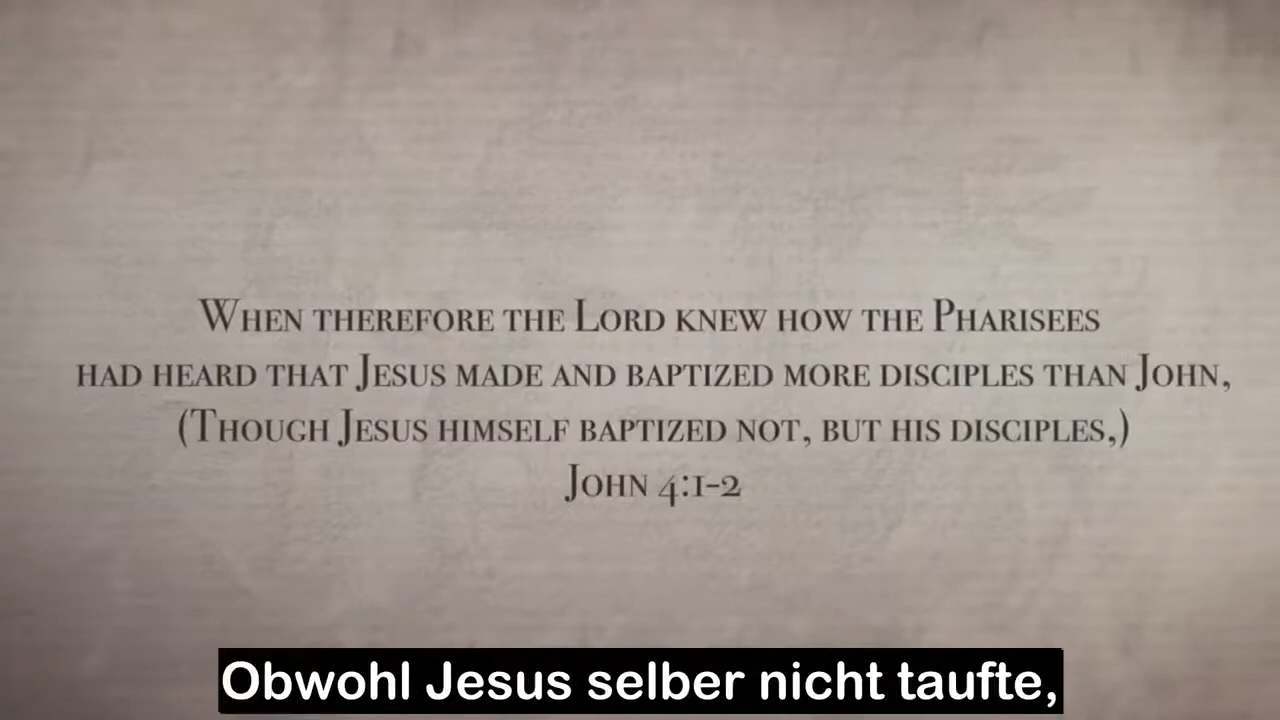 When therefore the Lord knew how the Pharisees
had heard that Jesus made and baptized more disciples than John,
(Though Jesus himself baptized not, but his disciples,)
John 4:1-2
Obwohl Jesus selber nicht taufte,